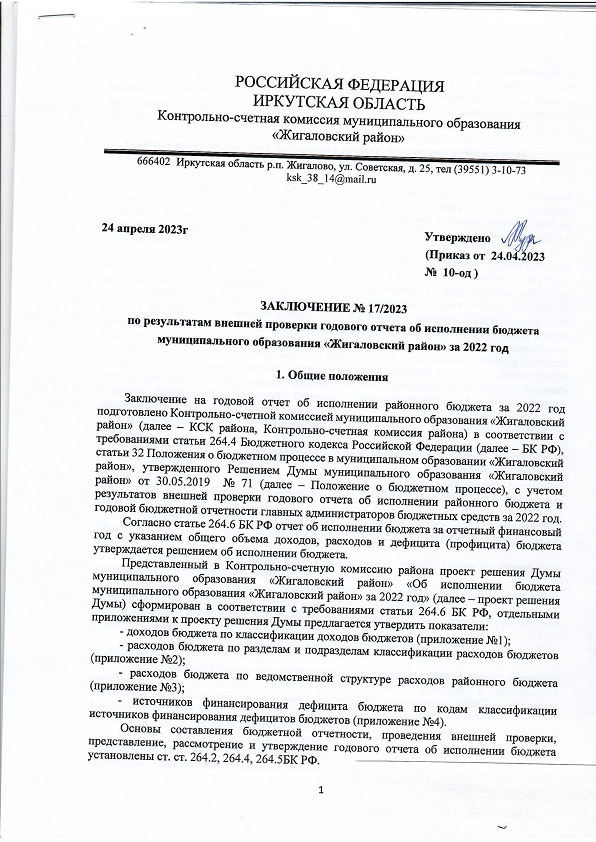 РОССИЙСКАЯ ФЕДЕРАЦИЯ
ИРКУТСКАЯ ОБЛАСТЬ
Контрольно-счетная комиссия муниципального образования
«Жигаловский район»
666402 Иркутская область р.п. Жигалово, ул. Советская, д. 25, тел (39551) 3-10-73
ksk_38_14@mail.ru
24 апреля 2023г
Утверждено
(Приказ от 24.04.2023
№ 10-од )
ЗАКЛЮЧЕНИЕ № 17/2023
по результатам внешней проверки годового отчета об исполнении бюджета
муниципального образования «Жигаловский район» за 2022 год
1. Общие положения
Заключение на годовой отчет об исполнении районного бюджета за 2022 год
подготовлено Контрольно-счетной комиссией муниципального образования «Жигаловский
район» (далее – КСК района, Контрольно-счетная комиссия района) в соответствии с
требованиями статьи 264.4 Бюджетного кодекса Российской Федерации (далее – БК РФ),
статьи 32 Положения о бюджетном процессе в муниципальном образовании «Жигаловский
район», утвержденного Решением Думы муниципального образования «Жигаловский
район» от 30.05.2019 № 71 (далее – Положение о бюджетном процессе), с учетом
результатов внешней проверки годового отчета об исполнении районного бюджета и
годовой бюджетной отчетности главных администраторов бюджетных средств за 2022 год.
Согласно статье 264.6 БК РФ отчет об исполнении бюджета за отчетный финансовый
год с указанием общего объема доходов, расходов и дефицита (профицита) бюджета
утверждается решением об исполнении бюджета.
Представленный в Контрольно-счетную комиссию района проект решения Думы
муниципального образования «Жигаловский район» «Об исполнении бюджета
муниципального образования «Жигаловский район» за 2022 год» (далее – проект решения
Думы) сформирован в соответствии с требованиями статьи 264.6 БК РФ, отдельными
приложениями к проекту решения Думы предлагается утвердить показатели:
- доходов бюджета по классификации доходов бюджетов (приложение №1);
- расходов бюджета по разделам и подразделам классификации расходов бюджетов
(приложение №2);
- расходов бюджета по ведомственной структуре расходов районного бюджета
(приложение №3);
- источников финансирования дефицита бюджета по кодам классификации
источников финансирования дефицитов бюджетов (приложение №4).
Основы составления бюджетной отчетности, проведения внешней проверки,
представление, рассмотрение и утверждение годового отчета об исполнении бюджета
установлены ст. ст. 264.2, 264.4, 264.5БК РФ.
1